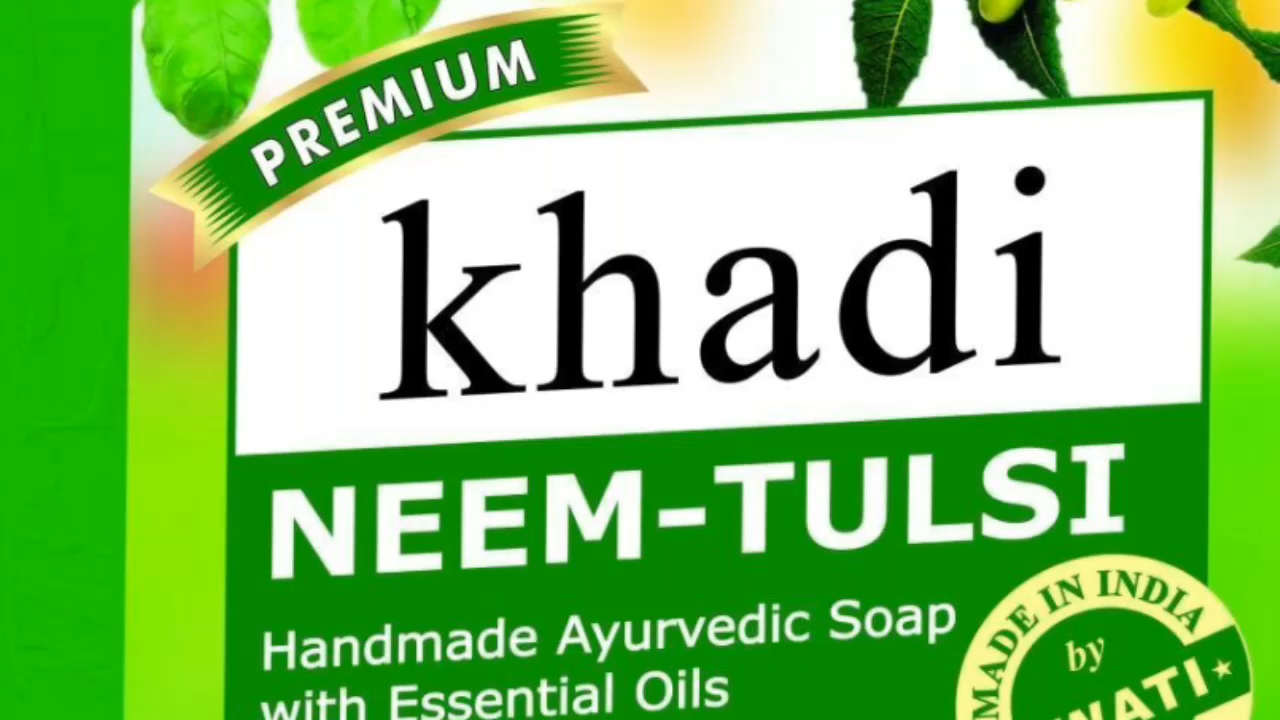 PREMIUM
khadi
NEEM-TULSI
Handmade Ayurvedic Soap
with Essential Oils
MADE IN INDIA
by